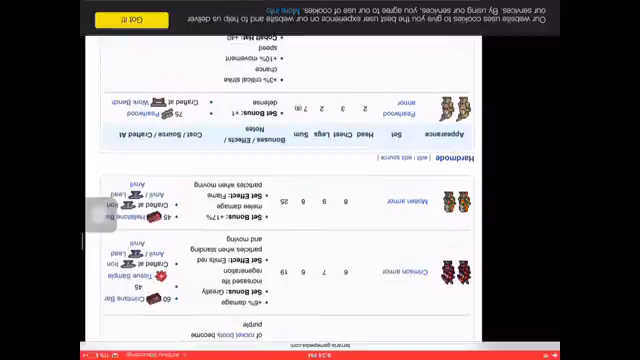 9:24 PM
terraria.gamepedia.com
of rocket boots become
purple
Crimson armor
6 7 6 19
+6% damage
Set Bonus: Greatly
increased life
regeneration
Set Effect: Emits red
particles when standing
and moving
60 Crimtane Bar
45
Tissue Sample
Crafted at Iron
Anvil / Lead
Anvil
Molten armor
8 9 8 25
Set Bonus: +17%
melee damage
Set Effect: Flame
particles when moving
45 Hellstone Bar
Crafted at Iron
Anvil / Lead
Anvil
Hardmode [ edit | edit source ]
Appearance Set Head Chest Legs Sum Bonuses / Effects / Notes Cost / Source / Crafted At
Pearlwood
armor
2 3 2 7 (8)
Set Bonus: +1
defense
75 Pearlwood
Crafted at Work Bench
+3% critical strike
chance
+10% movement
speed
Cobalt Hat: +40
Our website uses cookies to give you the best user experience on our website and to help us deliver
our services. By using our services, you agree to our use of cookies. More info
Got it!